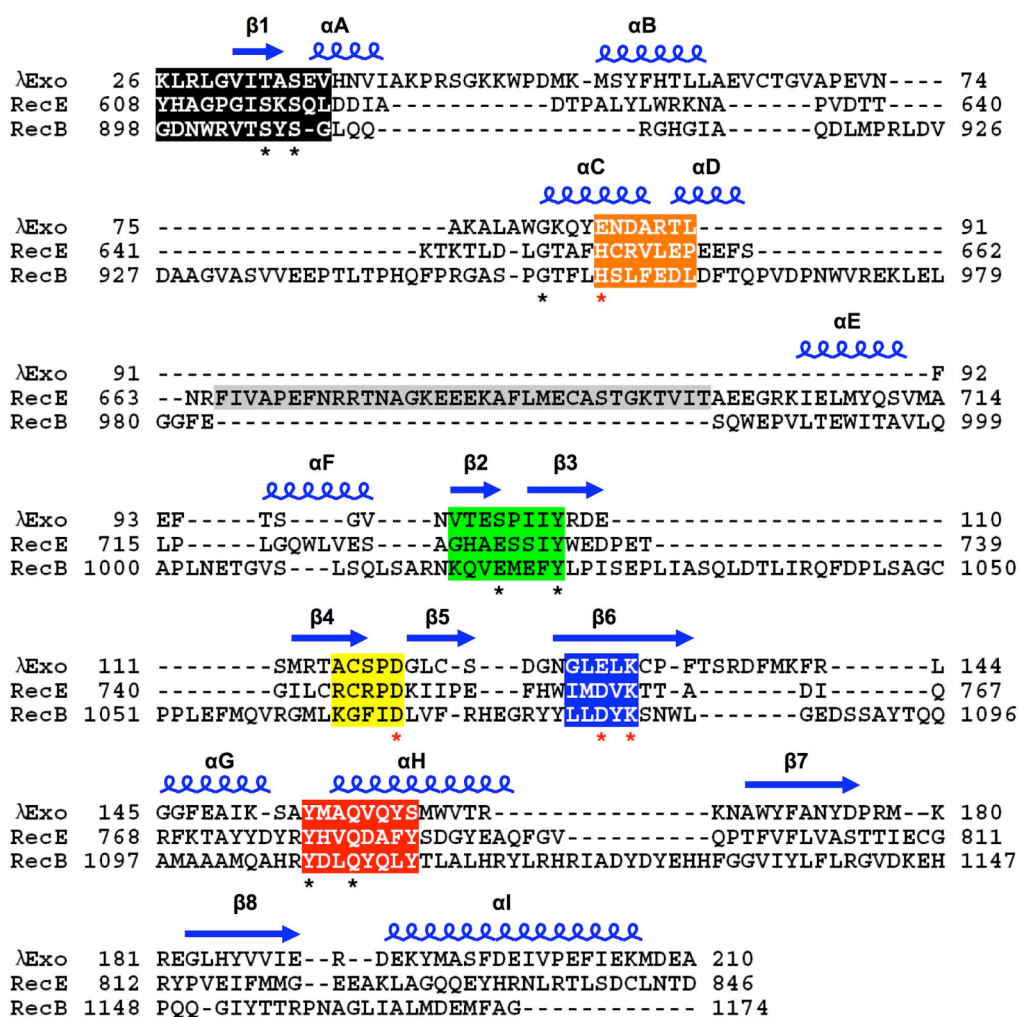 β1 αA αB
λExo 26 KLRLGVITASEVHNVIAKPRSGKKWPDMK-MSYFHTLLAEVCTGVAPEVN---- 74
RecE 608 YHAGPGISKSQLDDIA-----------DTPALYLWRKNA------PVDTT---- 640
RecB 898 GDNWRVTSYS-GLQQ------------------RGHGIA------QDLMPRLDV 926
* *
αC αD
λExo 75 --------------------AKALAWGKQYENDARTL----------------- 91
RecE 641 ------------------KTKTLD-LGTAFHCRVLEPEEFS------------- 662
RecB 927 DAAGVASVVEEPTLTPHQFPRGAS-PGTFLHSLFEDLDFTQPVDPNWVREKLEL 979
* *
αE
λExo 91 -----------------------------------------------------F 92
RecE 663 --NRFIVAPEFNRRTNAGKEEEKAFLMECASTGKTVITAEEGRKIELMYQSVMA 714
RecB 980 GGFE----------------------------------SQWEPVLTEWITAVLQ 999
αF β2 β3
λExo 93 EF-----TS----GV----NVTESPIIYRDE----------------------- 110
RecE 715 LP-----LGQWLVES----AGHAESSIYWEDPET-------------------- 739
RecB 1000 APLNETGVS---LSQLSARNKQVEMEFYLPISEPLIASQLDTLIRQFDPLSAGC 1050
* *
β4 β5 β6
λExo 111 --------SMRTACSPDGLC-S---DGNGLELKCP-FTSRDFMKFR-------L 144
RecE 740 --------GILCRCRPDKIIPE---FHWIMDVKTT-A-------DI-------Q 767
RecB 1051 PPLEFMQVRGMLKGFIDLVF-RHEGRYYLLDYKSNWL-------GEDSSAYTQQ 1096
* * *
αG αH β7
λExo 145 GGFEAIK-SAYMAQVQYSMWVTR---------------KNAWYFANYDPRM--K 180
RecE 768 RFKTAYYDYRYHVQDAFYSDGYEAQFGV----------QPTFVFLVASTTIECG 811
RecB 1097 AMAAAMQAHRYDLQYQLYTLALHRYLRHRIADYDYEHHFGGVIYLFLRGVDKEH 1147
* *
β8 αI
λExo 181 REGLHYVVIE--R--DEKYMASFDEIVPEFIEKMDEA 210
RecE 812 RYPVEIFMMG--EEAKLAGQQEYHRNLRTLSDCLNTD 846
RecB 1148 PQQ-GIYTTRPNAGLIALMDEMFAG------------ 1174